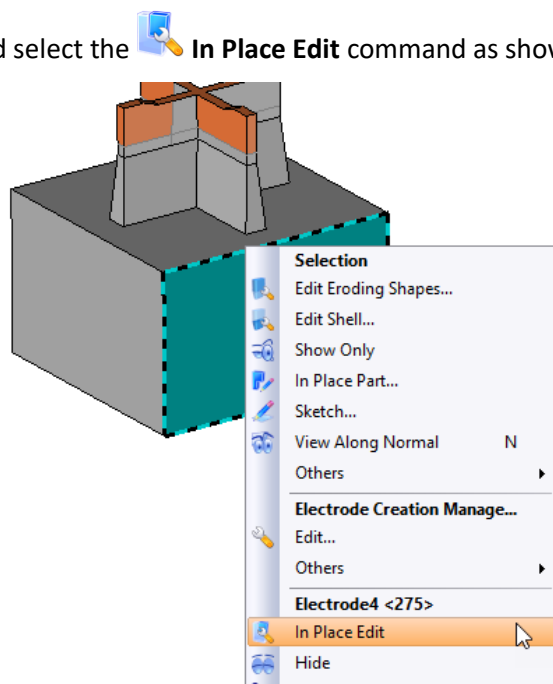 select the In Place Edit command as
Selection
Edit Eroding Shapes...
Edit Shell...
Show Only
In Place Part...
Sketch...
View Along Normal N
Others
Electrode Creation Manage...
Edit...
Others
Electrode4 <275>
In Place Edit
Hide